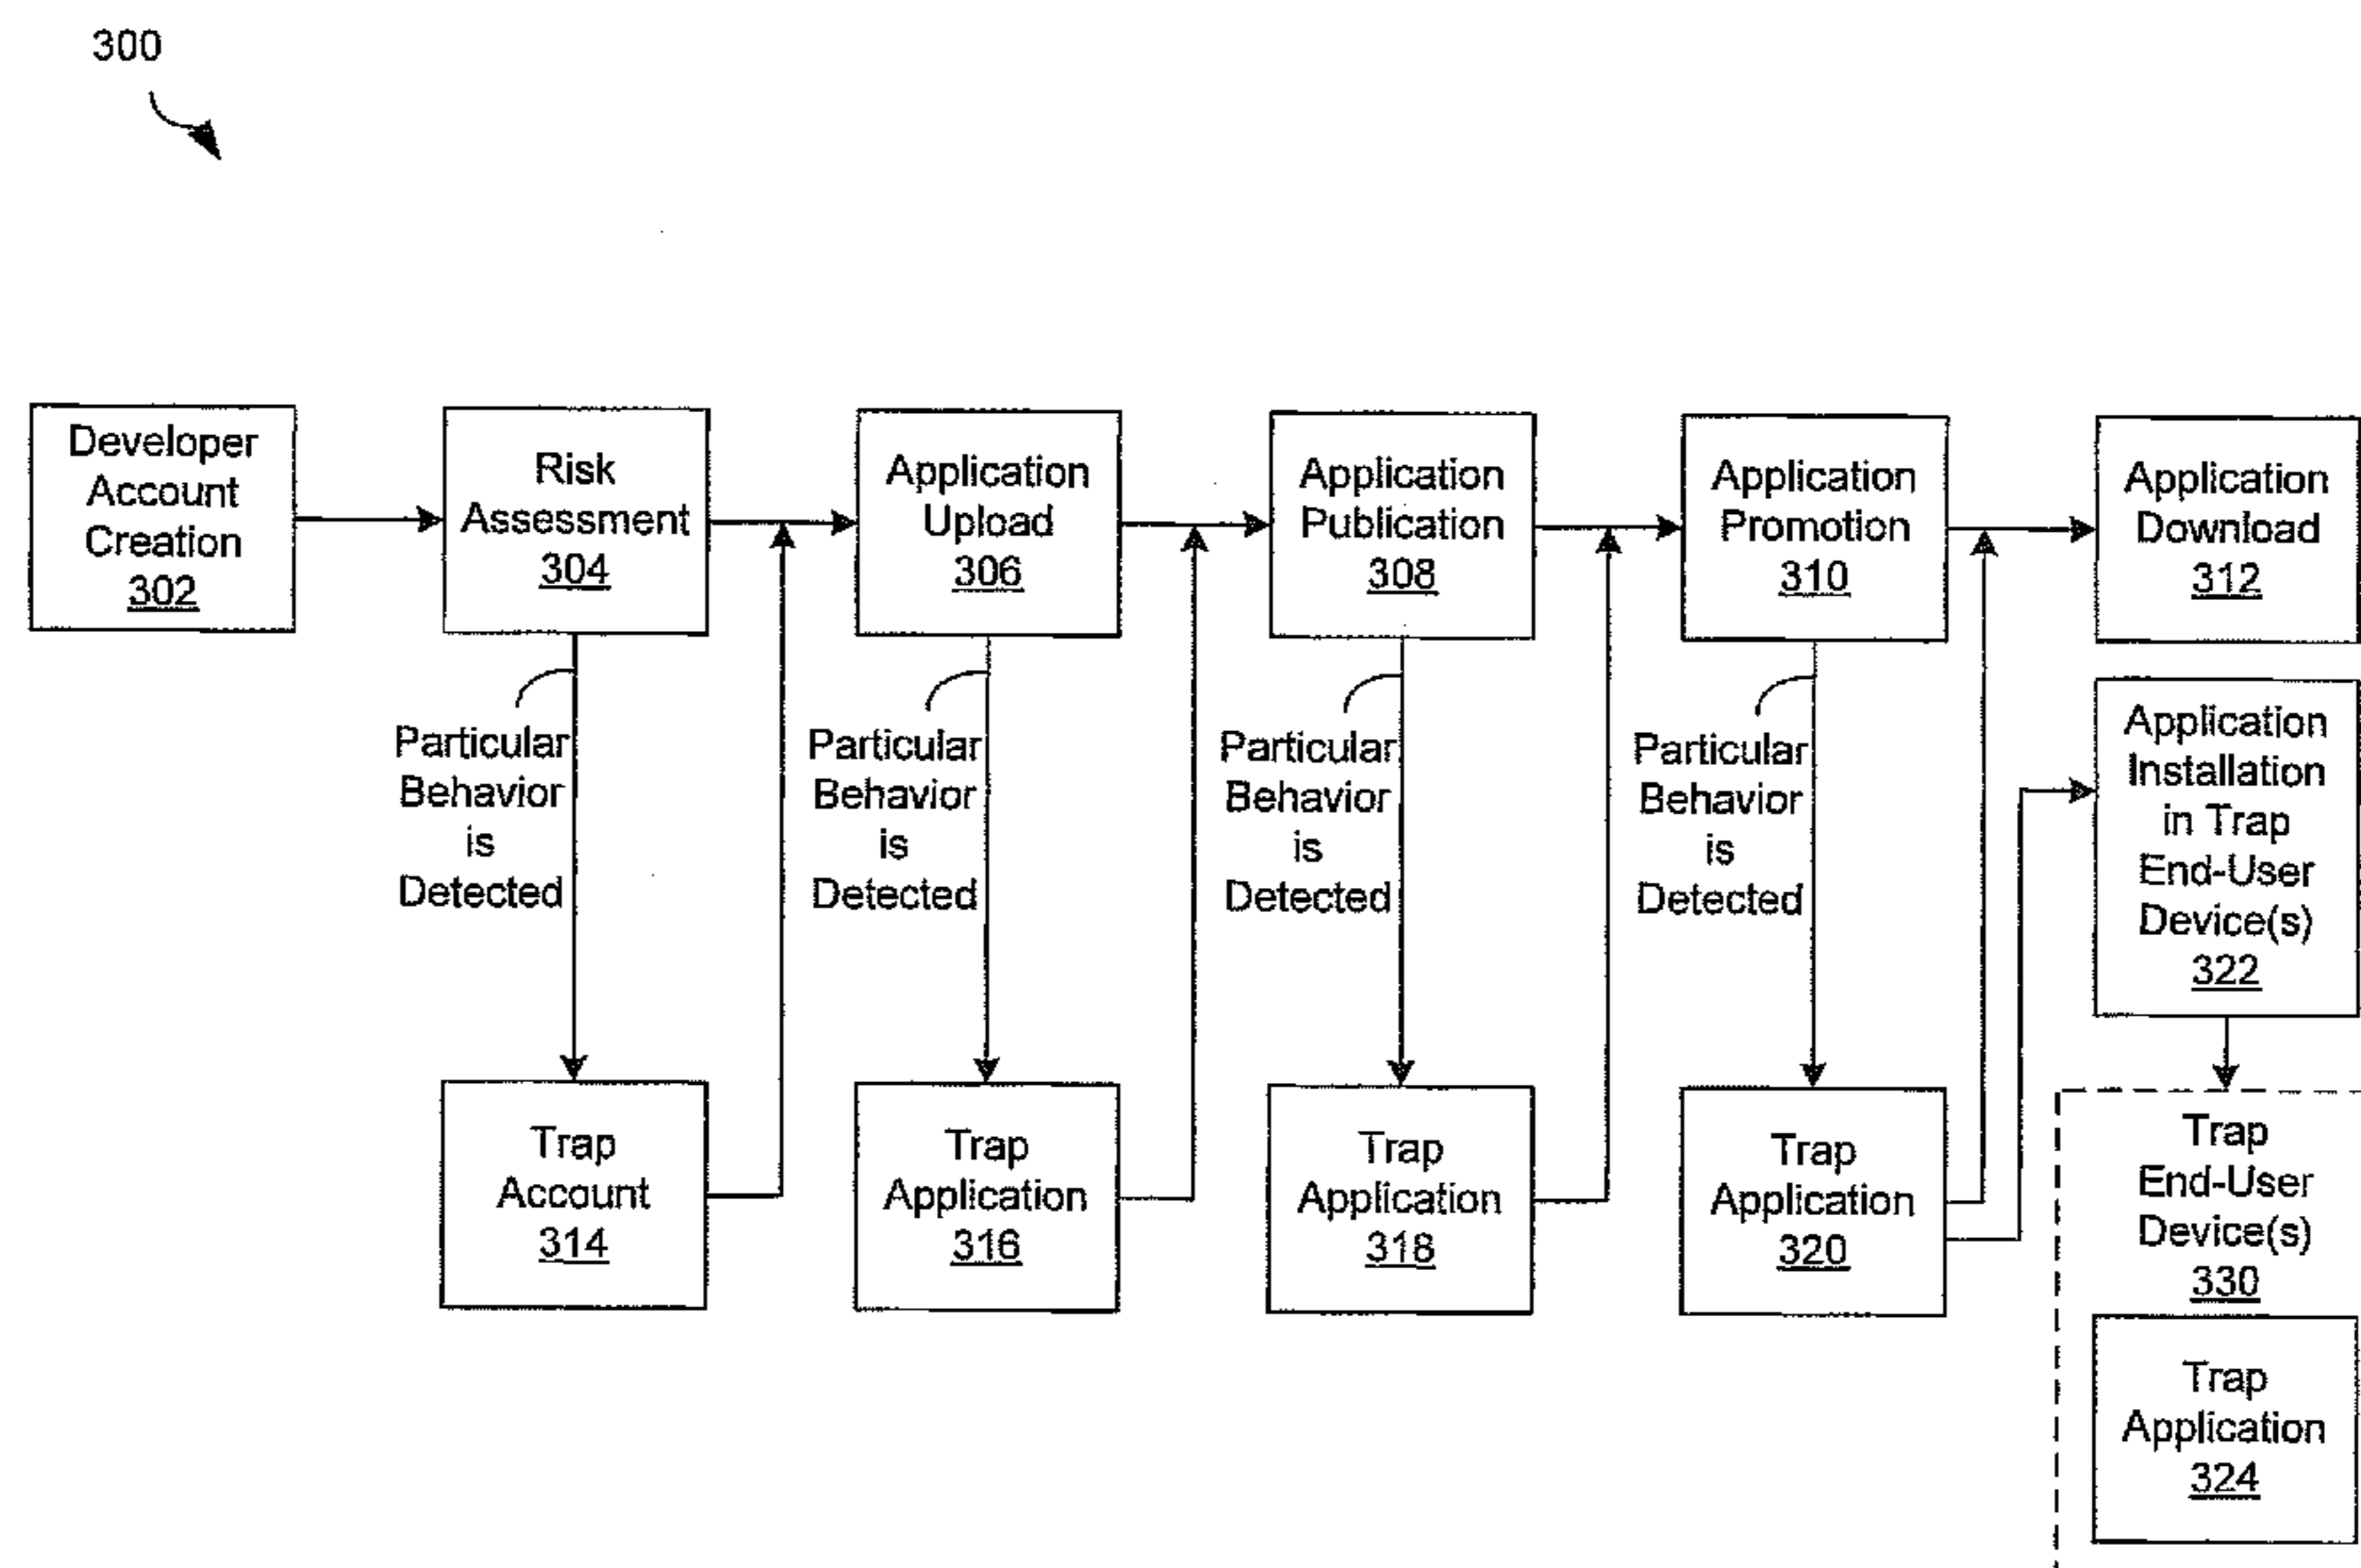 300
Developer
Account
Creation
302
Risk
Assessment
304
Application
Upload
306
Application
Publication
308
Application
Promotion
310
Application
Download
312
Particular
Behavior
is
Detected
Particular
Behavior
is
Detected
Particular
Behavior
is
Detected
Particular
Behavior
is
Detected
Application
Installation
in Trap
End-User
Device(s)
322
Trap
Account
314
Trap
Application
316
Trap
Application
318
Trap
Application
320
Trap
End-User
Device(s)
330
Trap
Application
324